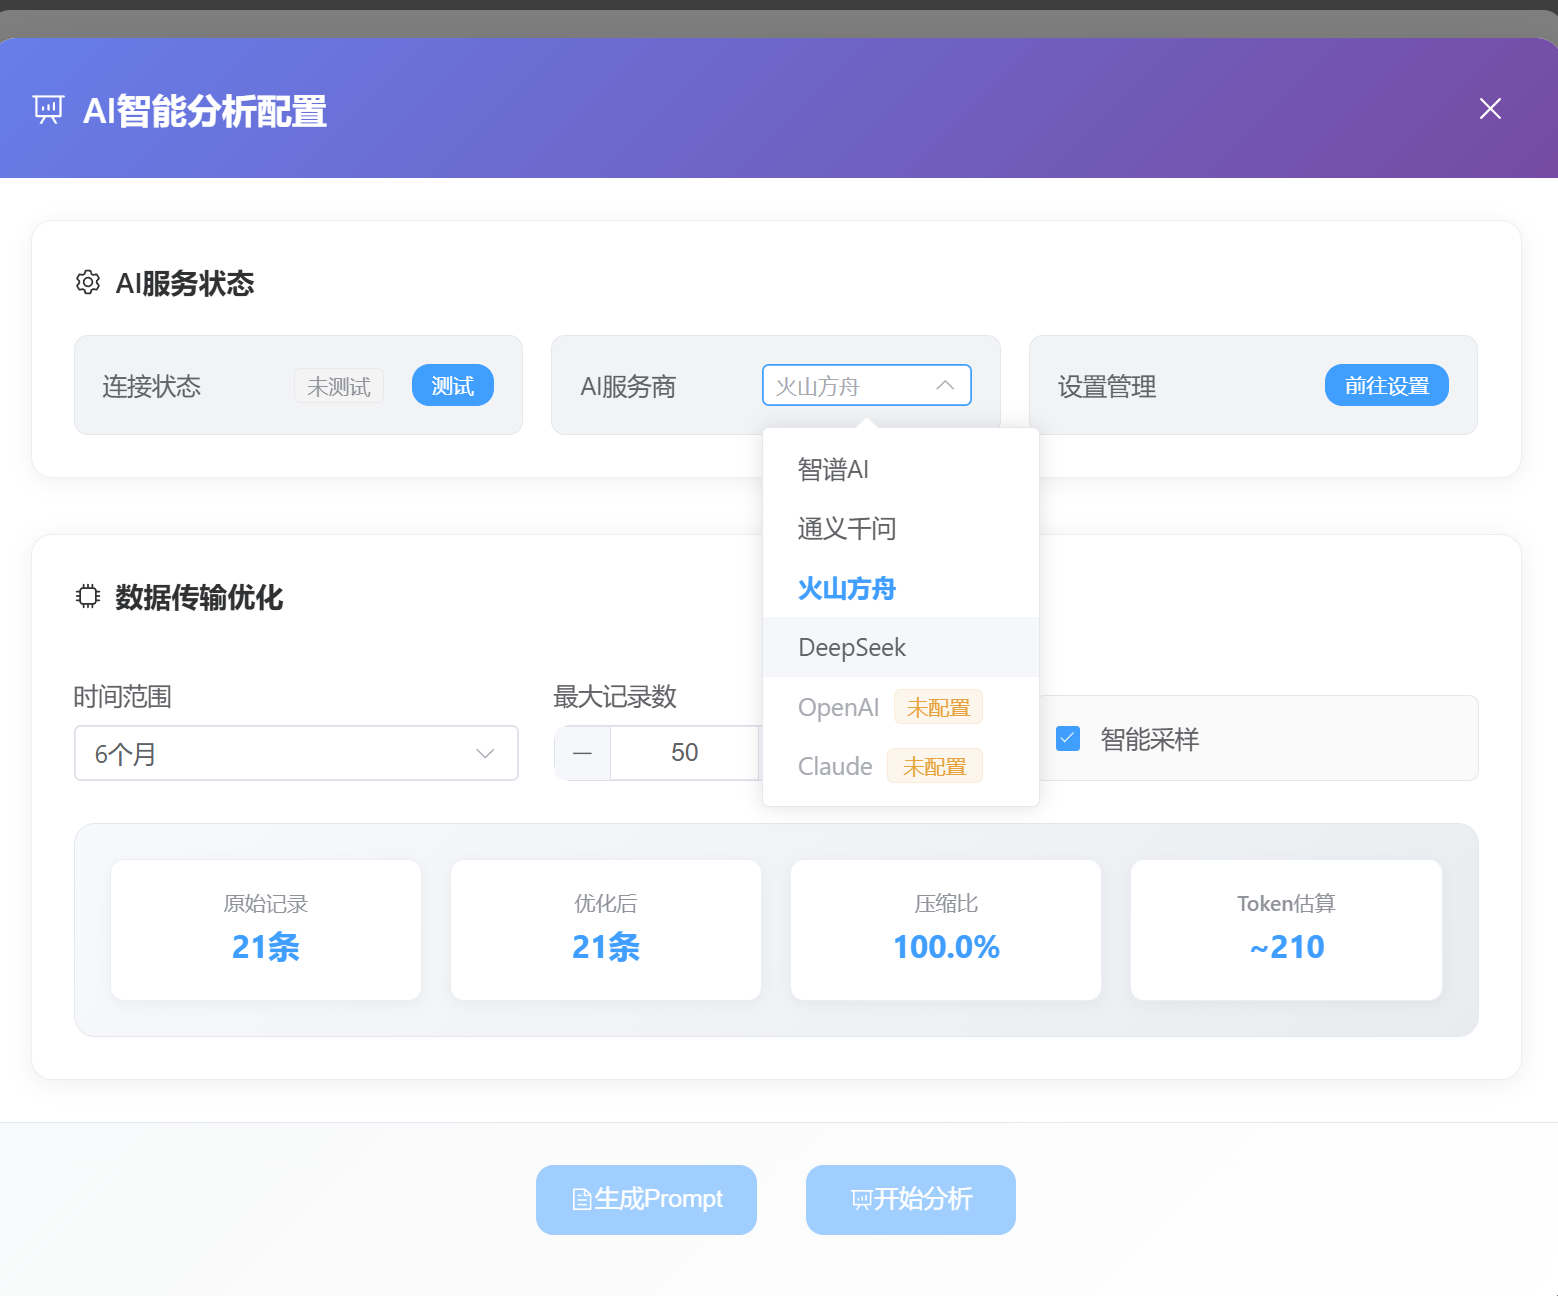 AI智能分析配置
AI服务状态
连接状态 未测试 测试
AI服务商 火山方舟
设置管理 前往设置
智谱AI
通义千问
火山方舟
DeepSeek
OpenAI 未配置
Claude 未配置
数据传输优化
时间范围
6个月
最大记录数
50
智能采样
原始记录
21条
优化后
21条
压缩比
100.0%
Token估算
~210
生成Prompt
开始分析